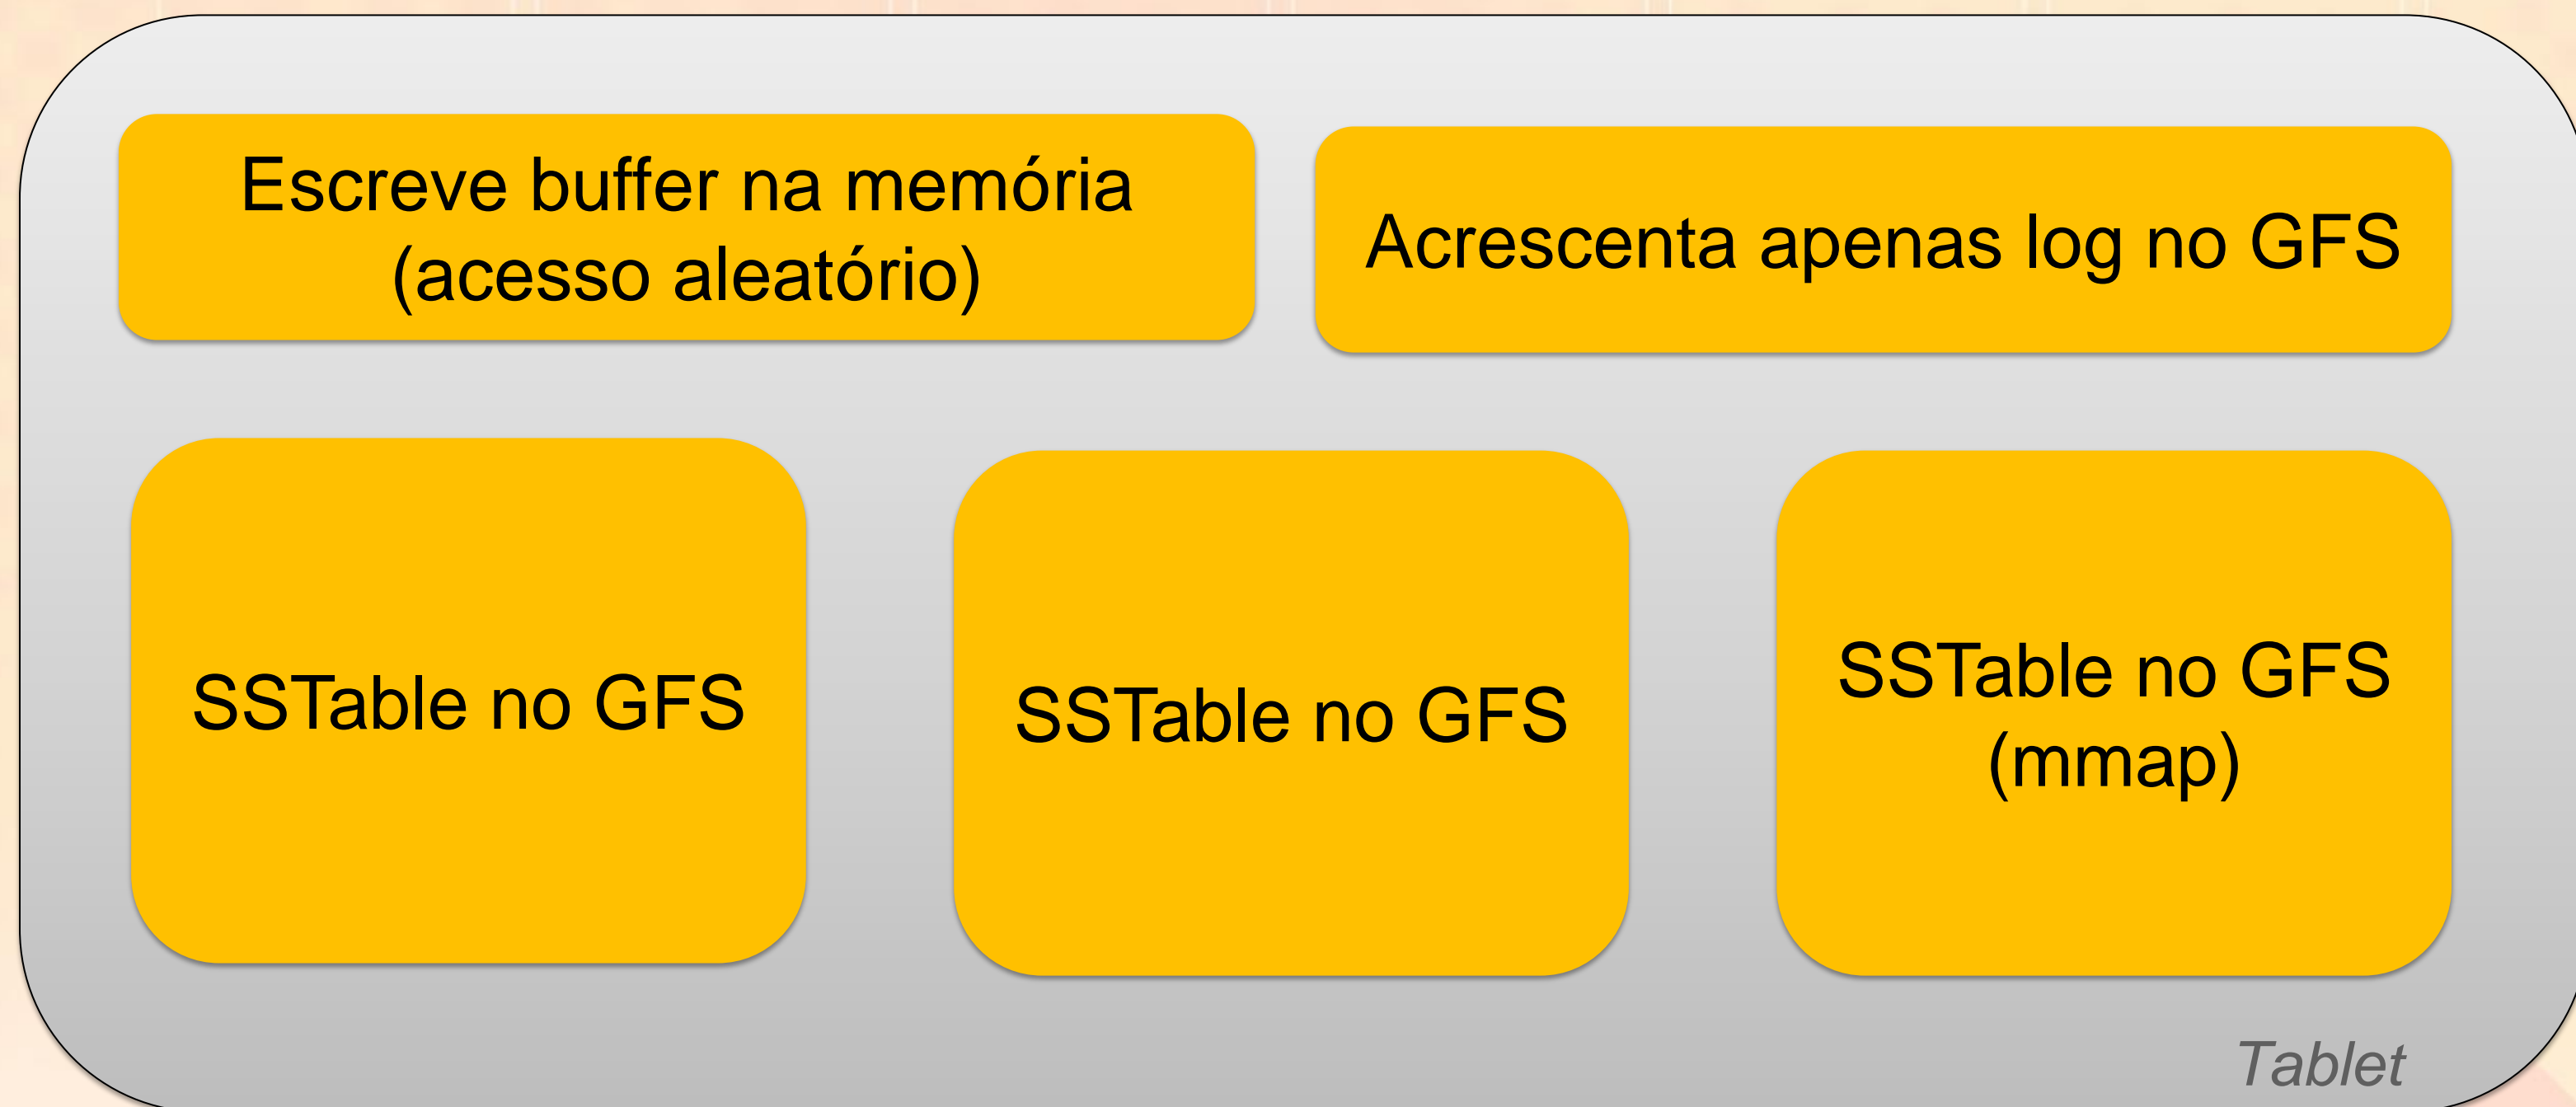 Escreve buffer na memória
(acesso aleatório)
Acrescenta apenas log no GFS
SSTable no GFS
SSTable no GFS
SSTable no GFS
(mmap)
Tablet